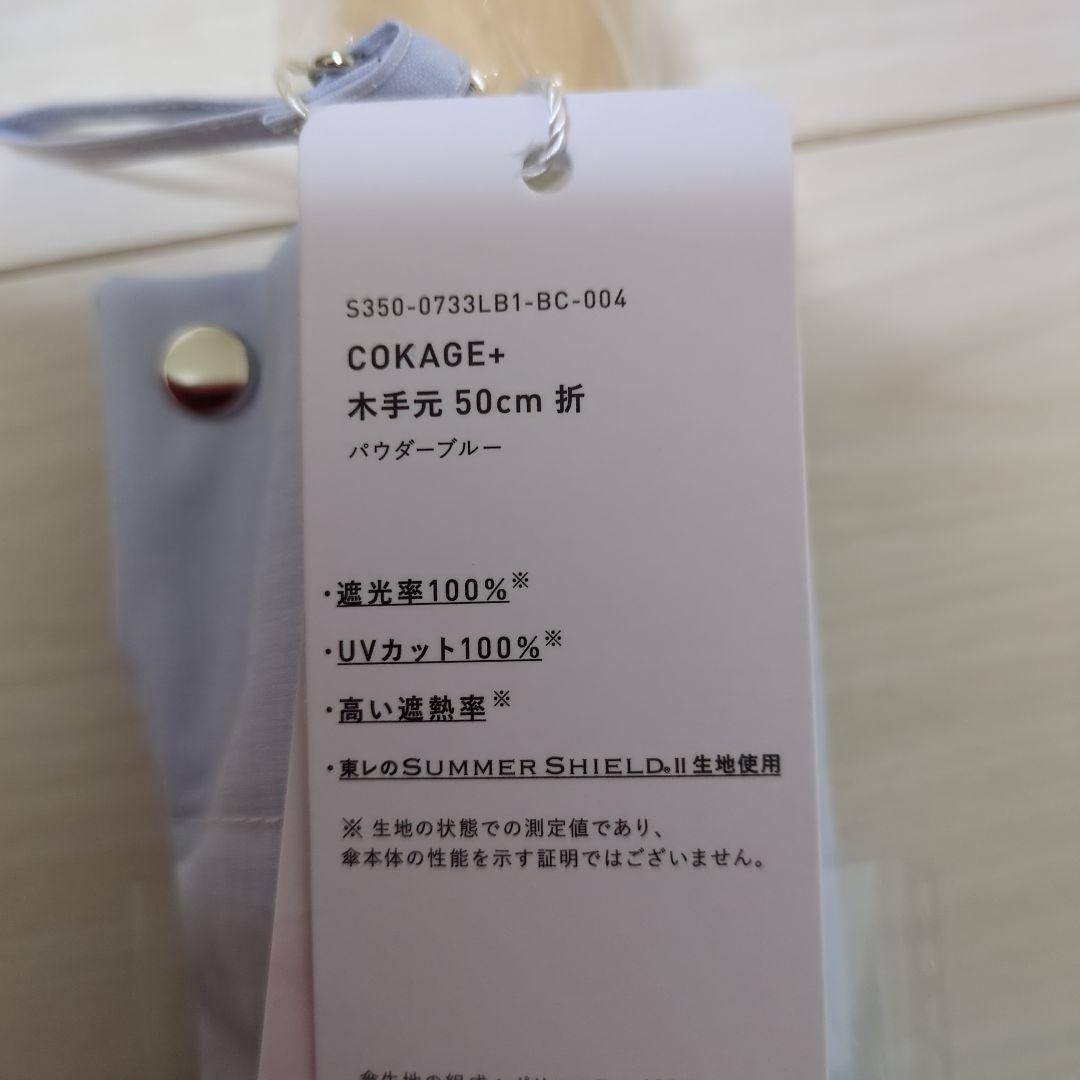 S350-0733LB1-BC-004
COKAGE+
木手元 50cm 折
パウダーブルー
・遮光率100%※
・UVカット100%※
・高い遮熱率※
・東レのSUMMER SHIELD®II 生地使用
※ 生地の状態での測定値であり、
傘本体の性能を示す証明ではございません。